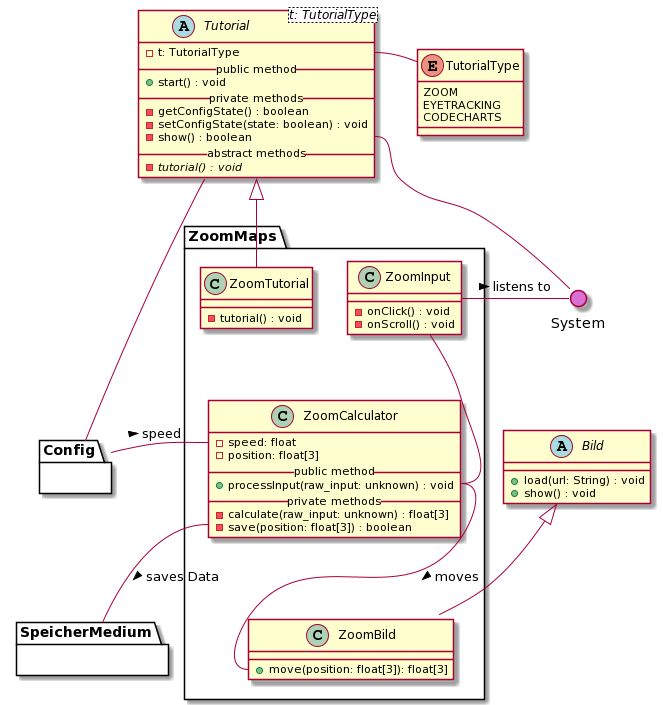 A Tutorial
t: TutorialType
t: TutorialType
public method
start() : void
private methods
getConfigState() : boolean
setConfigState(state: boolean) : void
show() : boolean
abstract methods
tutorial() : void
E TutorialType
ZOOM
EYETRACKING
CODECHARTS
ZoomMaps
C ZoomTutorial
tutorial() : void
C ZoomInput
onClick() : void
onScroll() : void
listens to
System
Config
speed
C ZoomCalculator
speed: float
position: float[3]
public method
processInput(raw_input: unknown) : void
private methods
calculate(raw_input: unknown) : float[3]
save(position: float[3]) : boolean
A Bild
load(url: String) : void
show() : void
saves Data
moves
SpeicherMedium
C ZoomBild
move(position: float[3]): float[3]